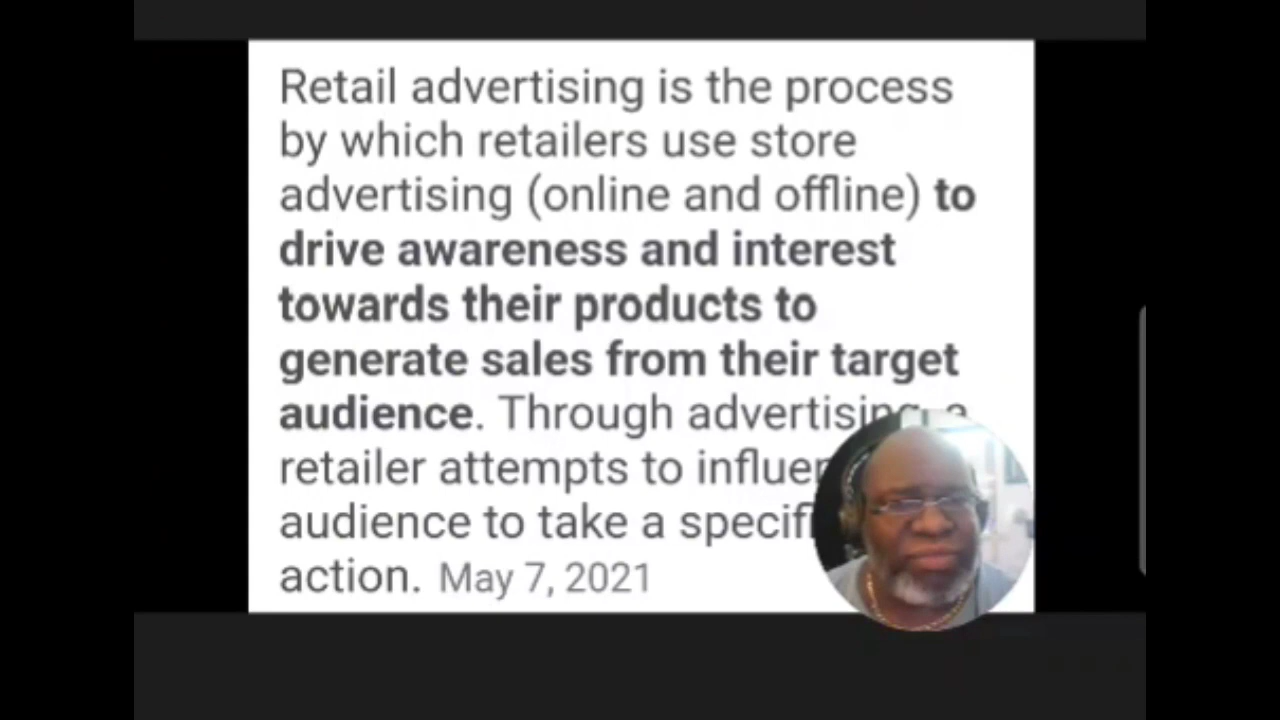 Retail advertising is the process
by which retailers use store
advertising (online and offline) to
drive awareness and interest
towards their products to
generate sales from their target
audience. Through advertising, a
retailer attempts to
audience to take a
action. May 7, 2021